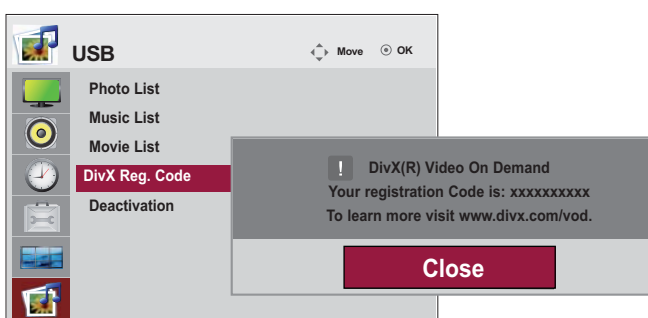 USB
Move OK
Photo List
Music List
Movie List
DivX Reg. Code
Deactivation
! DivX(R) Video On Demand
Your registration Code is: xxxxxxxxxx
To learn more visit www.divx.com/vod.
Close